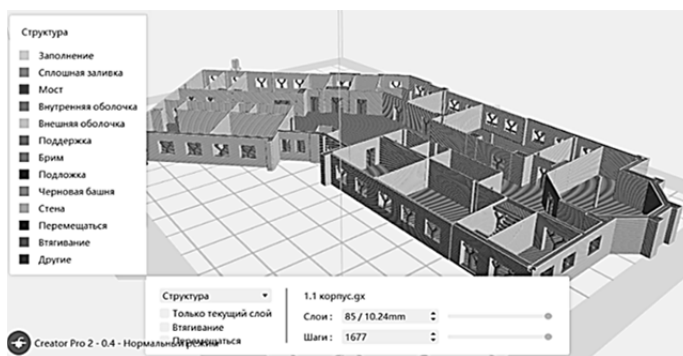 Структура
Заполнение
Сплошная заливка
Мост
Внутренняя оболочка
Внешняя оболочка
Поддержка
Брим
Подложка
Черновая башня
Стена
Перемещаться
Втягивание
Другие
Структура
Только текущий слой
Втягивание
Перемещаться
1.1 корпус.gx
Слои : 85 / 10.24mm
Шаги : 1677
Creator Pro 2 - 0.4 - Нормальный режим